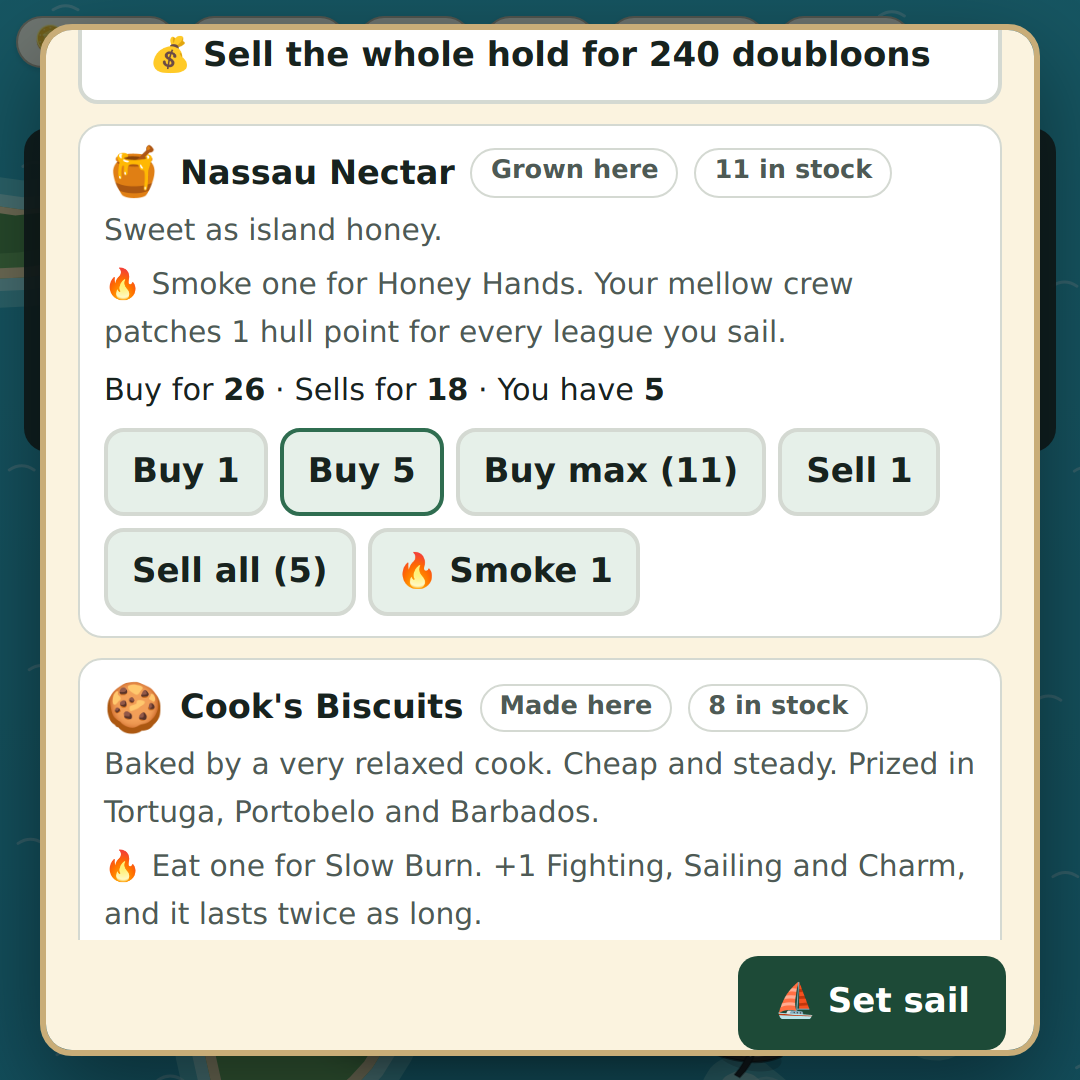 💰 Sell the whole hold for 240 doubloons
🍯 Nassau Nectar Grown here 11 in stock
Sweet as island honey.
🔥 Smoke one for Honey Hands. Your mellow crew
patches 1 hull point for every league you sail.
Buy for 26 · Sells for 18 · You have 5
Buy 1 Buy 5 Buy max (11) Sell 1
Sell all (5) 🔥 Smoke 1
🍪 Cook's Biscuits Made here 8 in stock
Baked by a very relaxed cook. Cheap and steady. Prized in
Tortuga, Portobelo and Barbados.
🔥 Eat one for Slow Burn. +1 Fighting, Sailing and Charm,
and it lasts twice as long.
⛵ Set sail